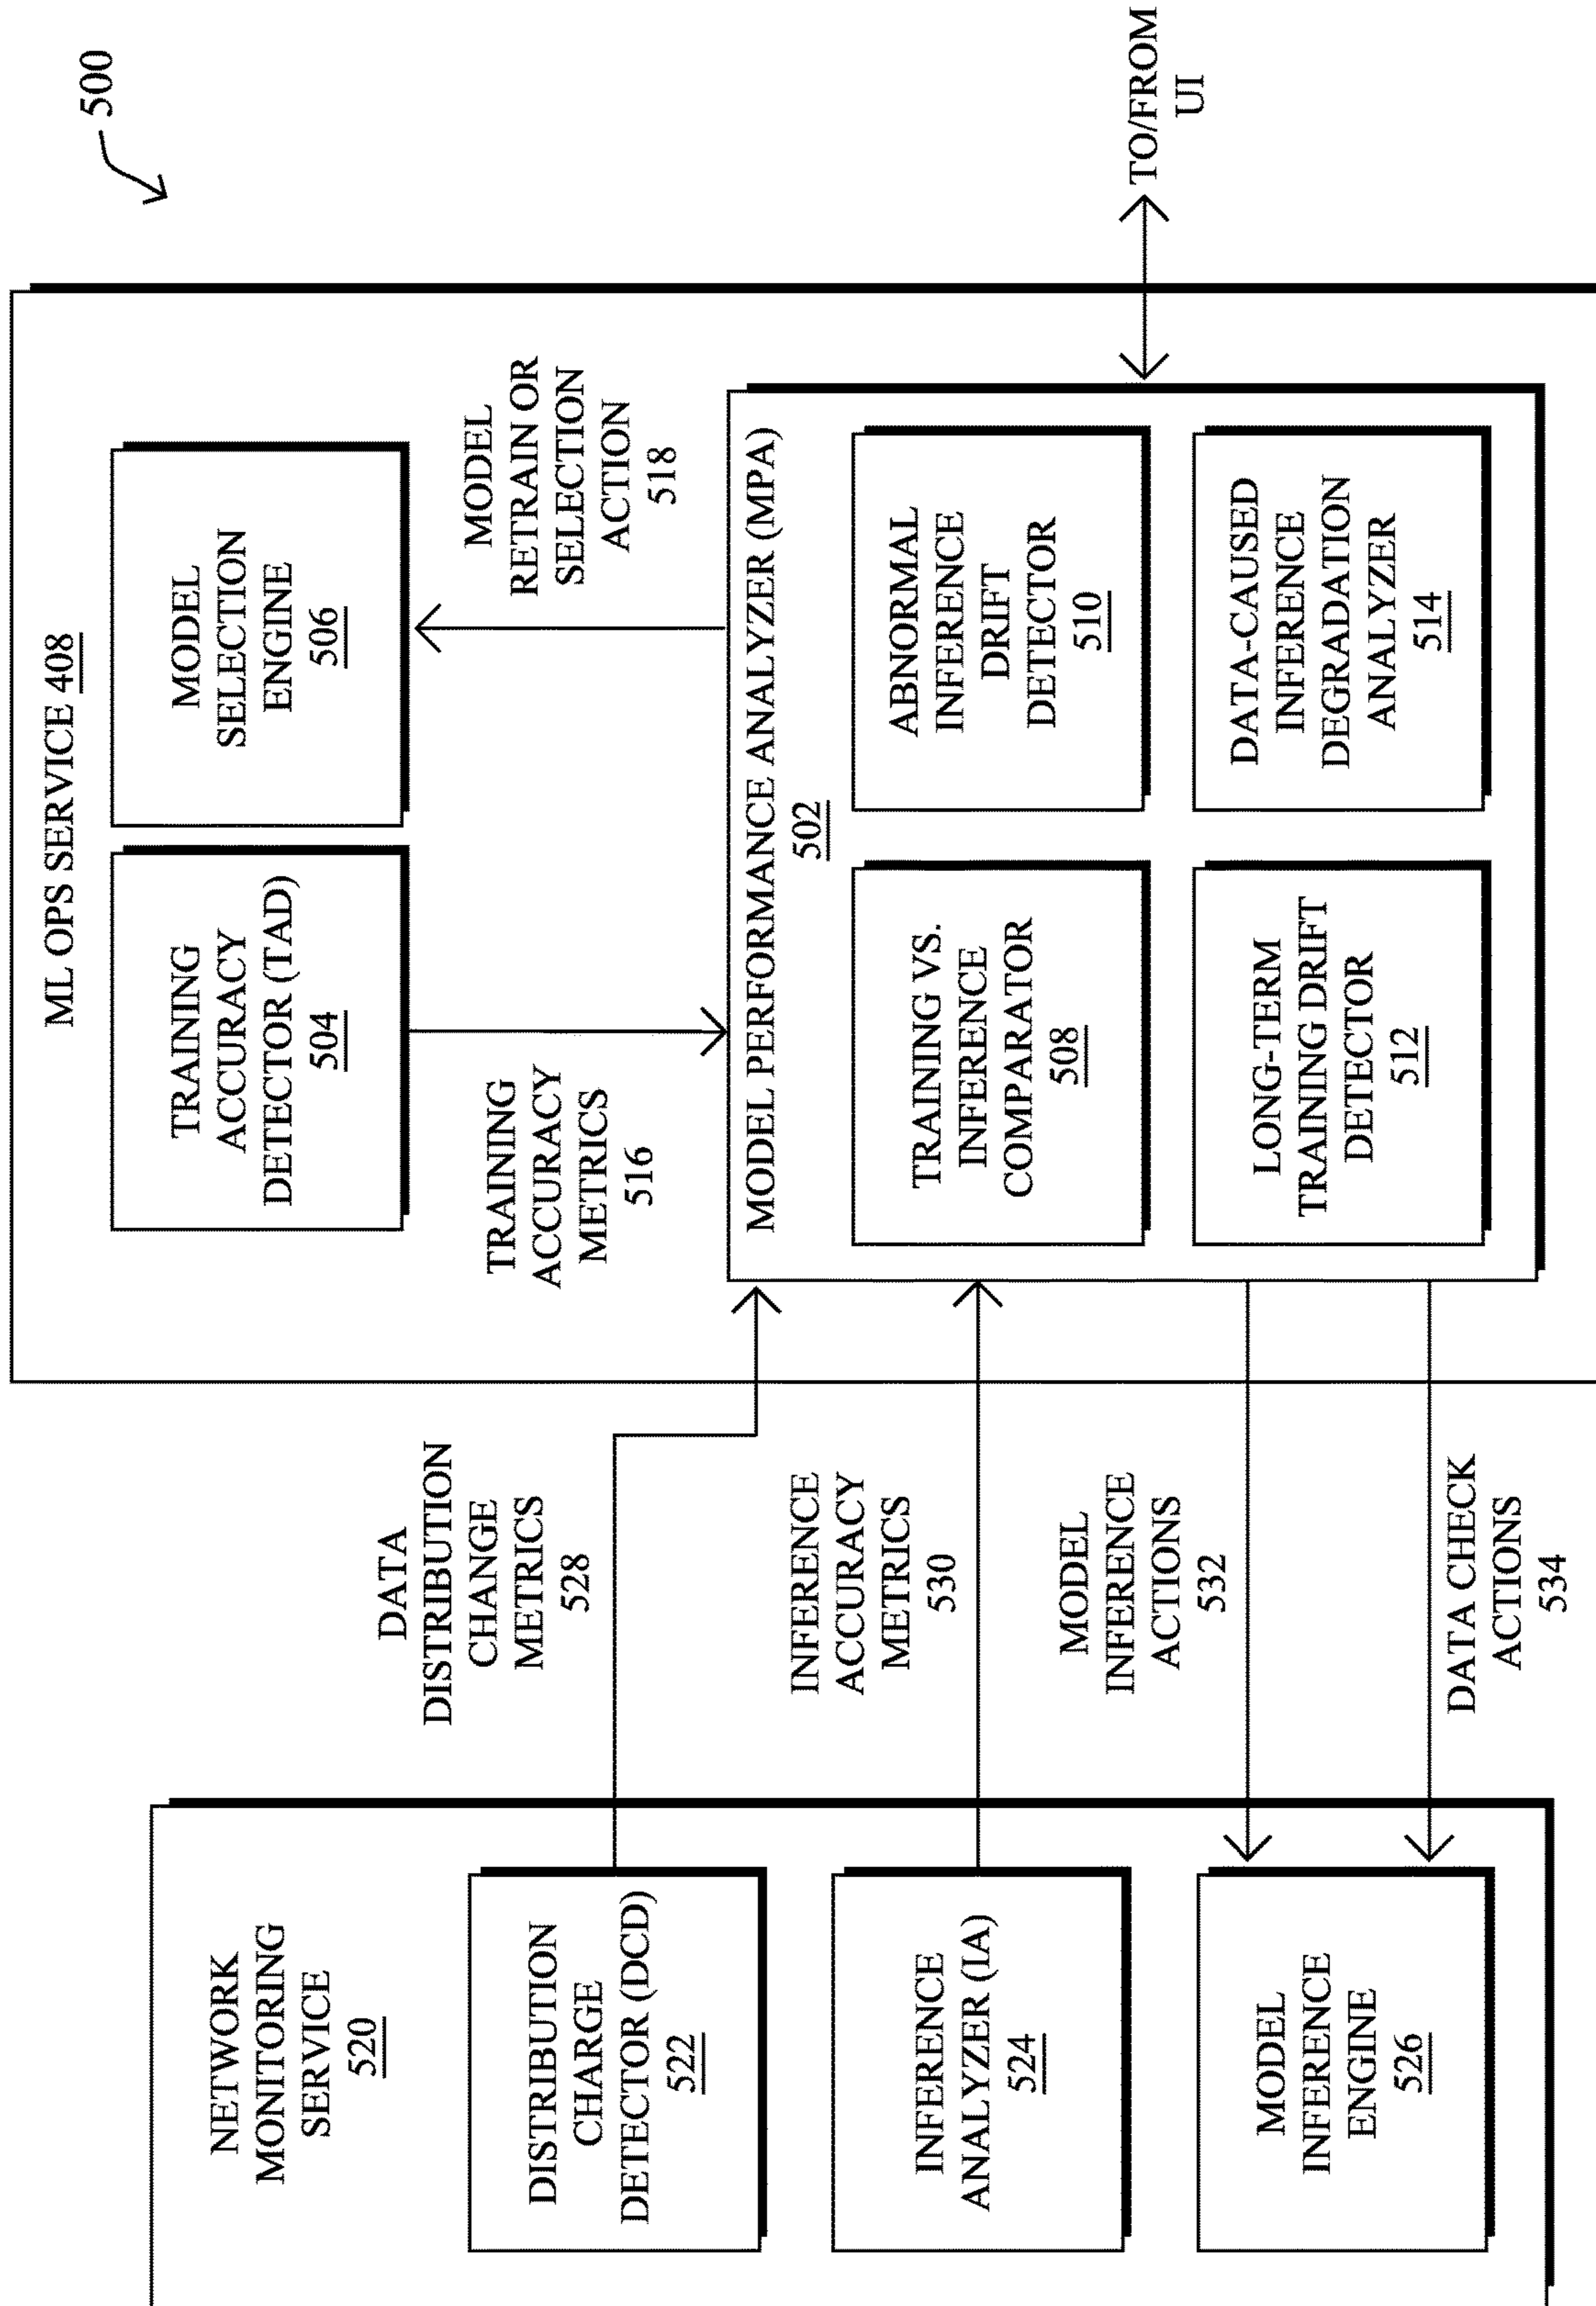 500
ML OPS SERVICE 408
TRAINING
ACCURACY
DETECTOR (TAD)
504
MODEL
SELECTION
ENGINE
506
TRAINING
ACCURACY
METRICS
516
MODEL
RETRAIN OR
SELECTION
ACTION
518
MODEL PERFORMANCE ANALYZER (MPA)
502
TRAINING VS.
INFERENCE
COMPARATOR
508
ABNORMAL
INFERENCE
DRIFT
DETECTOR
510
LONG-TERM
TRAINING DRIFT
DETECTOR
512
DATA-CAUSED
INFERENCE
DEGRADATION
ANALYZER
514
TO/FROM
UI
NETWORK
MONITORING
SERVICE
520
DISTRIBUTION
CHARGE
DETECTOR (DCD)
522
INFERENCE
ANALYZER (IA)
524
MODEL
INFERENCE
ENGINE
526
DATA
DISTRIBUTION
CHANGE
METRICS
528
INFERENCE
ACCURACY
METRICS
530
MODEL
INFERENCE
ACTIONS
532
DATA CHECK
ACTIONS
534